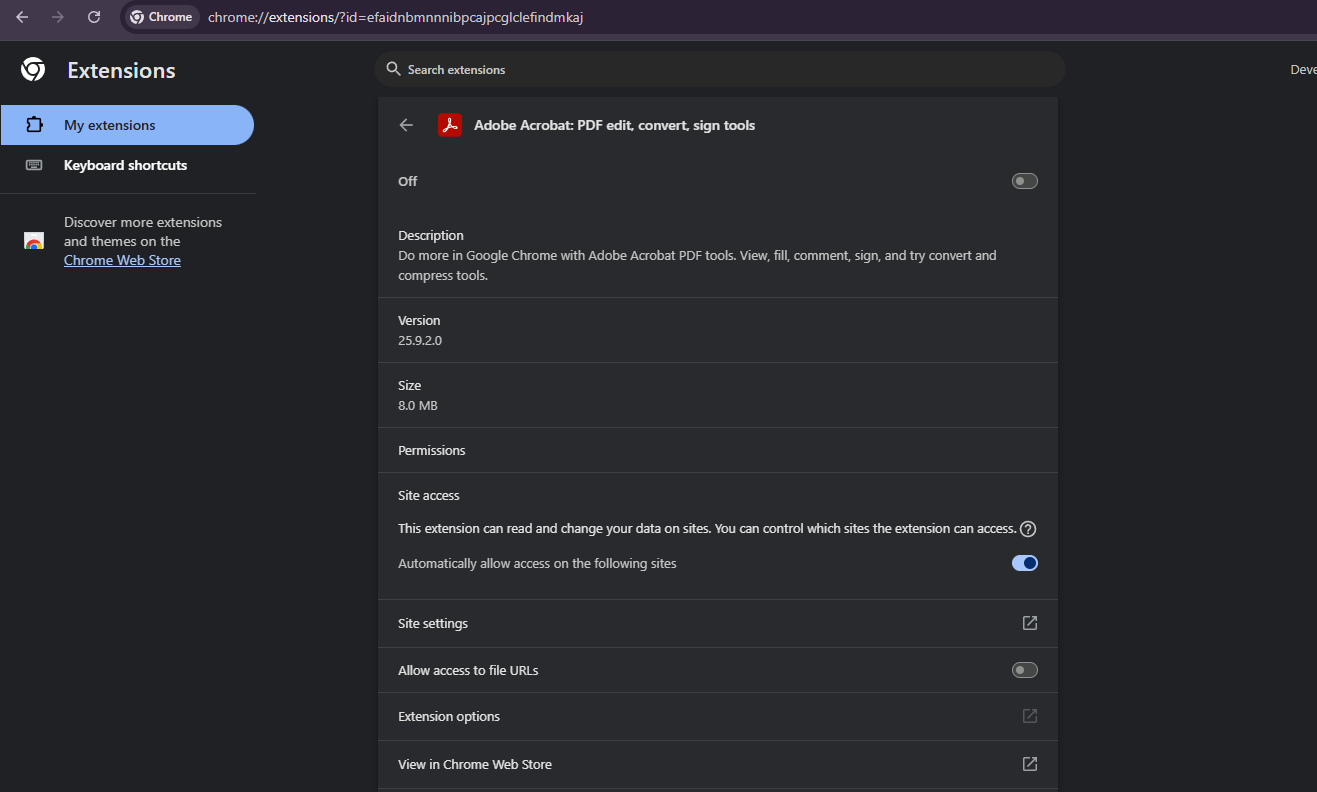 Chrome
chrome://extensions/?id=efaidnbmnnnibpcajpcglclefindmkaj
Extensions
Search extensions
Deve
My extensions
Keyboard shortcuts
Discover more extensions
and themes on the
Chrome Web Store
Adobe Acrobat: PDF edit, convert, sign tools
Off
Description
Do more in Google Chrome with Adobe Acrobat PDF tools. View, fill, comment, sign, and try convert and
compress tools.
Version
25.9.2.0
Size
8.0 MB
Permissions
Site access
This extension can read and change your data on sites. You can control which sites the extension can access.
Automatically allow access on the following sites
Site settings
Allow access to file URLs
Extension options
View in Chrome Web Store